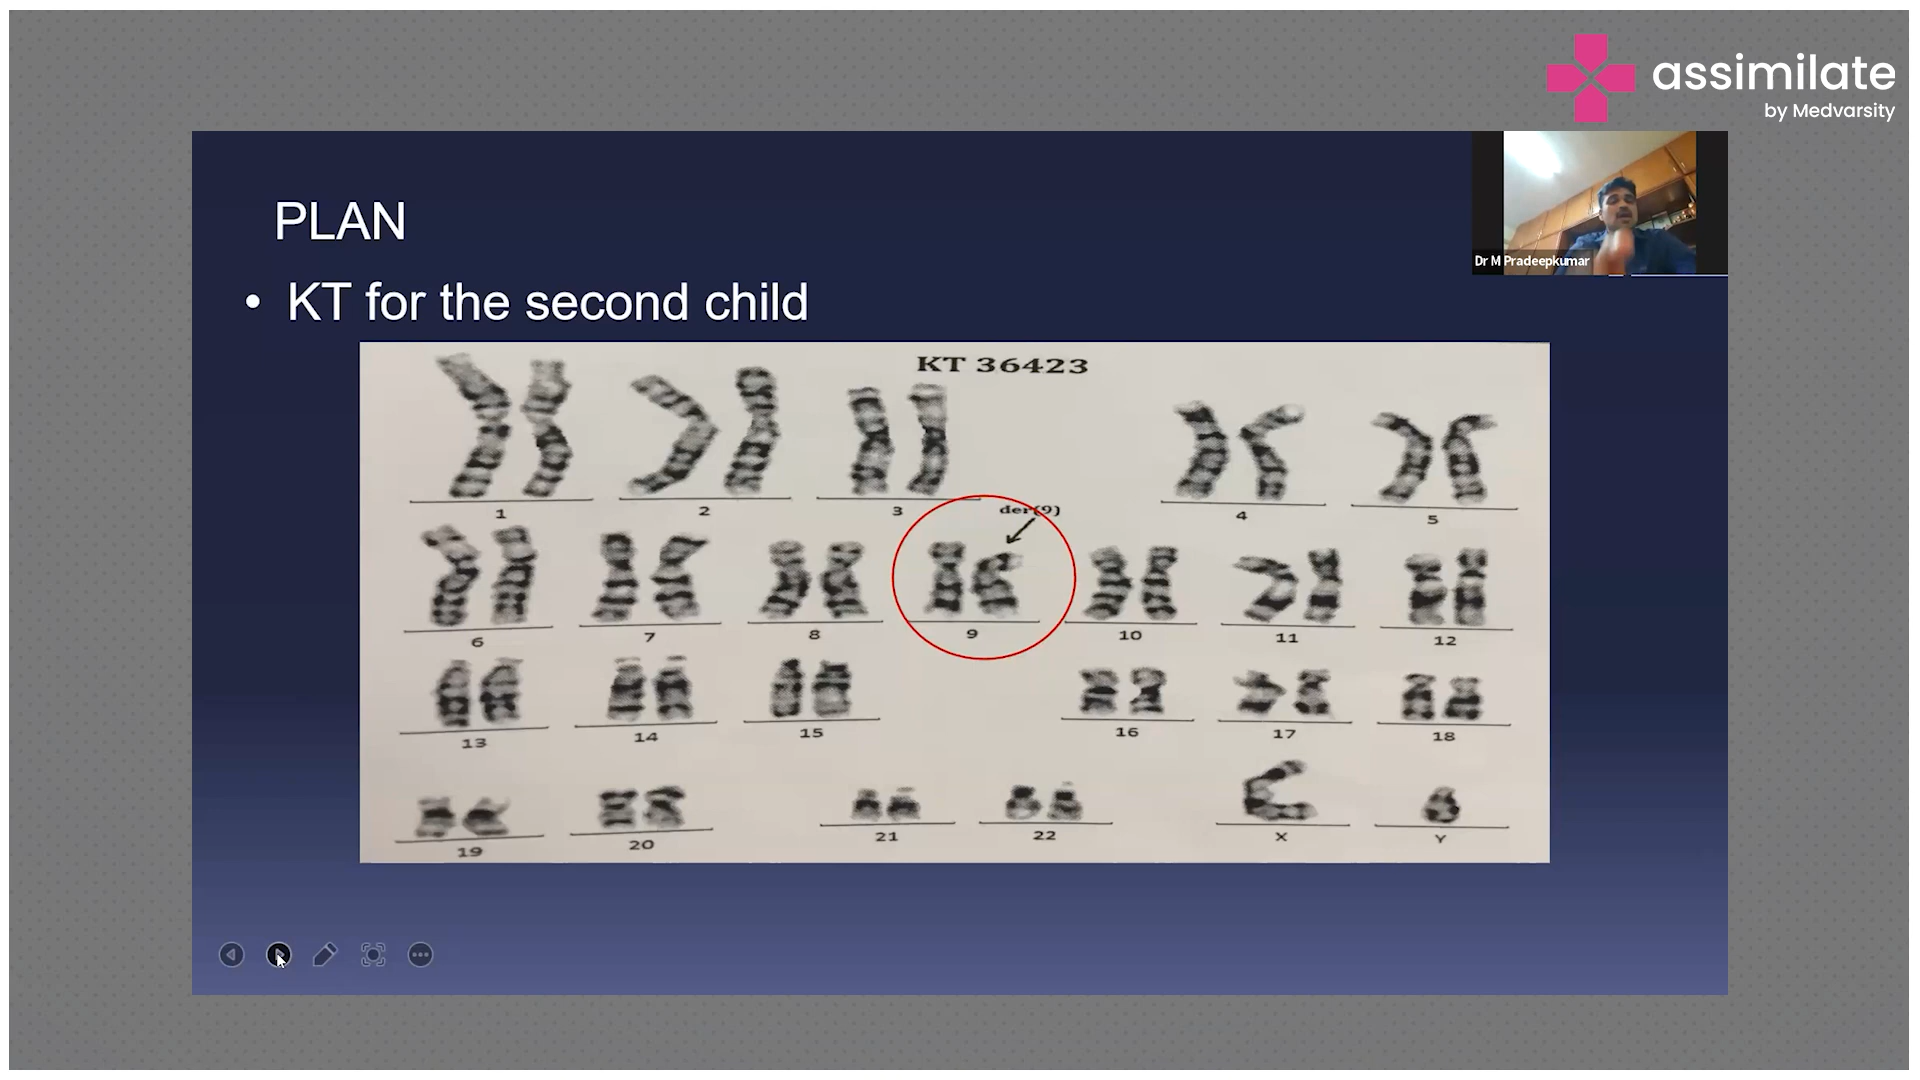 assimilate
by Medvarsity
Dr M Pradeepkumar
PLAN
• KT for the second child
KT 36423
1 2 3 4 5
der(9)
6 7 8 9 10 11 12
13 14 15 16 17 18
19 20 21 22 X Y